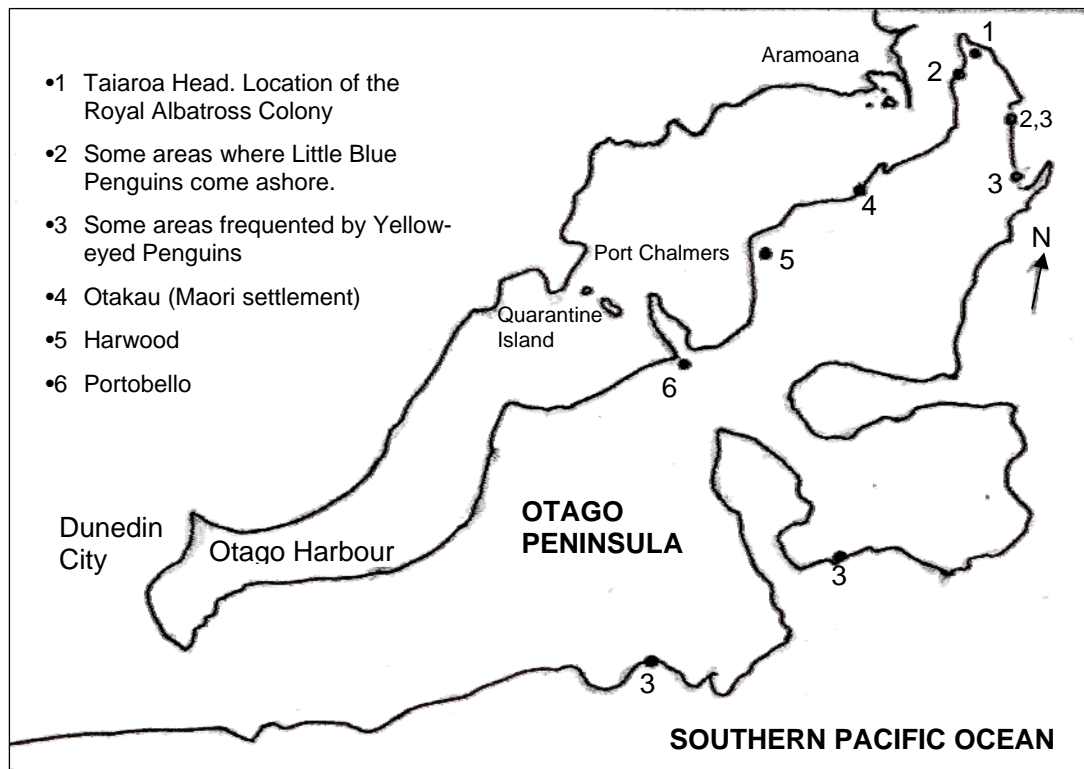 •1 Taiaroa Head. Location of the
Royal Albatross Colony
•2 Some areas where Little Blue
Penguins come ashore.
•3 Some areas frequented by Yellow-
eyed Penguins
•4 Otakau (Maori settlement)
•5 Harwood
•6 Portobello
Aramoana
1
2
2,3
3
4
5
Port Chalmers
N
Quarantine
Island
6
Dunedin
City
Otago Harbour
OTAGO
PENINSULA
3
3
SOUTHERN PACIFIC OCEAN